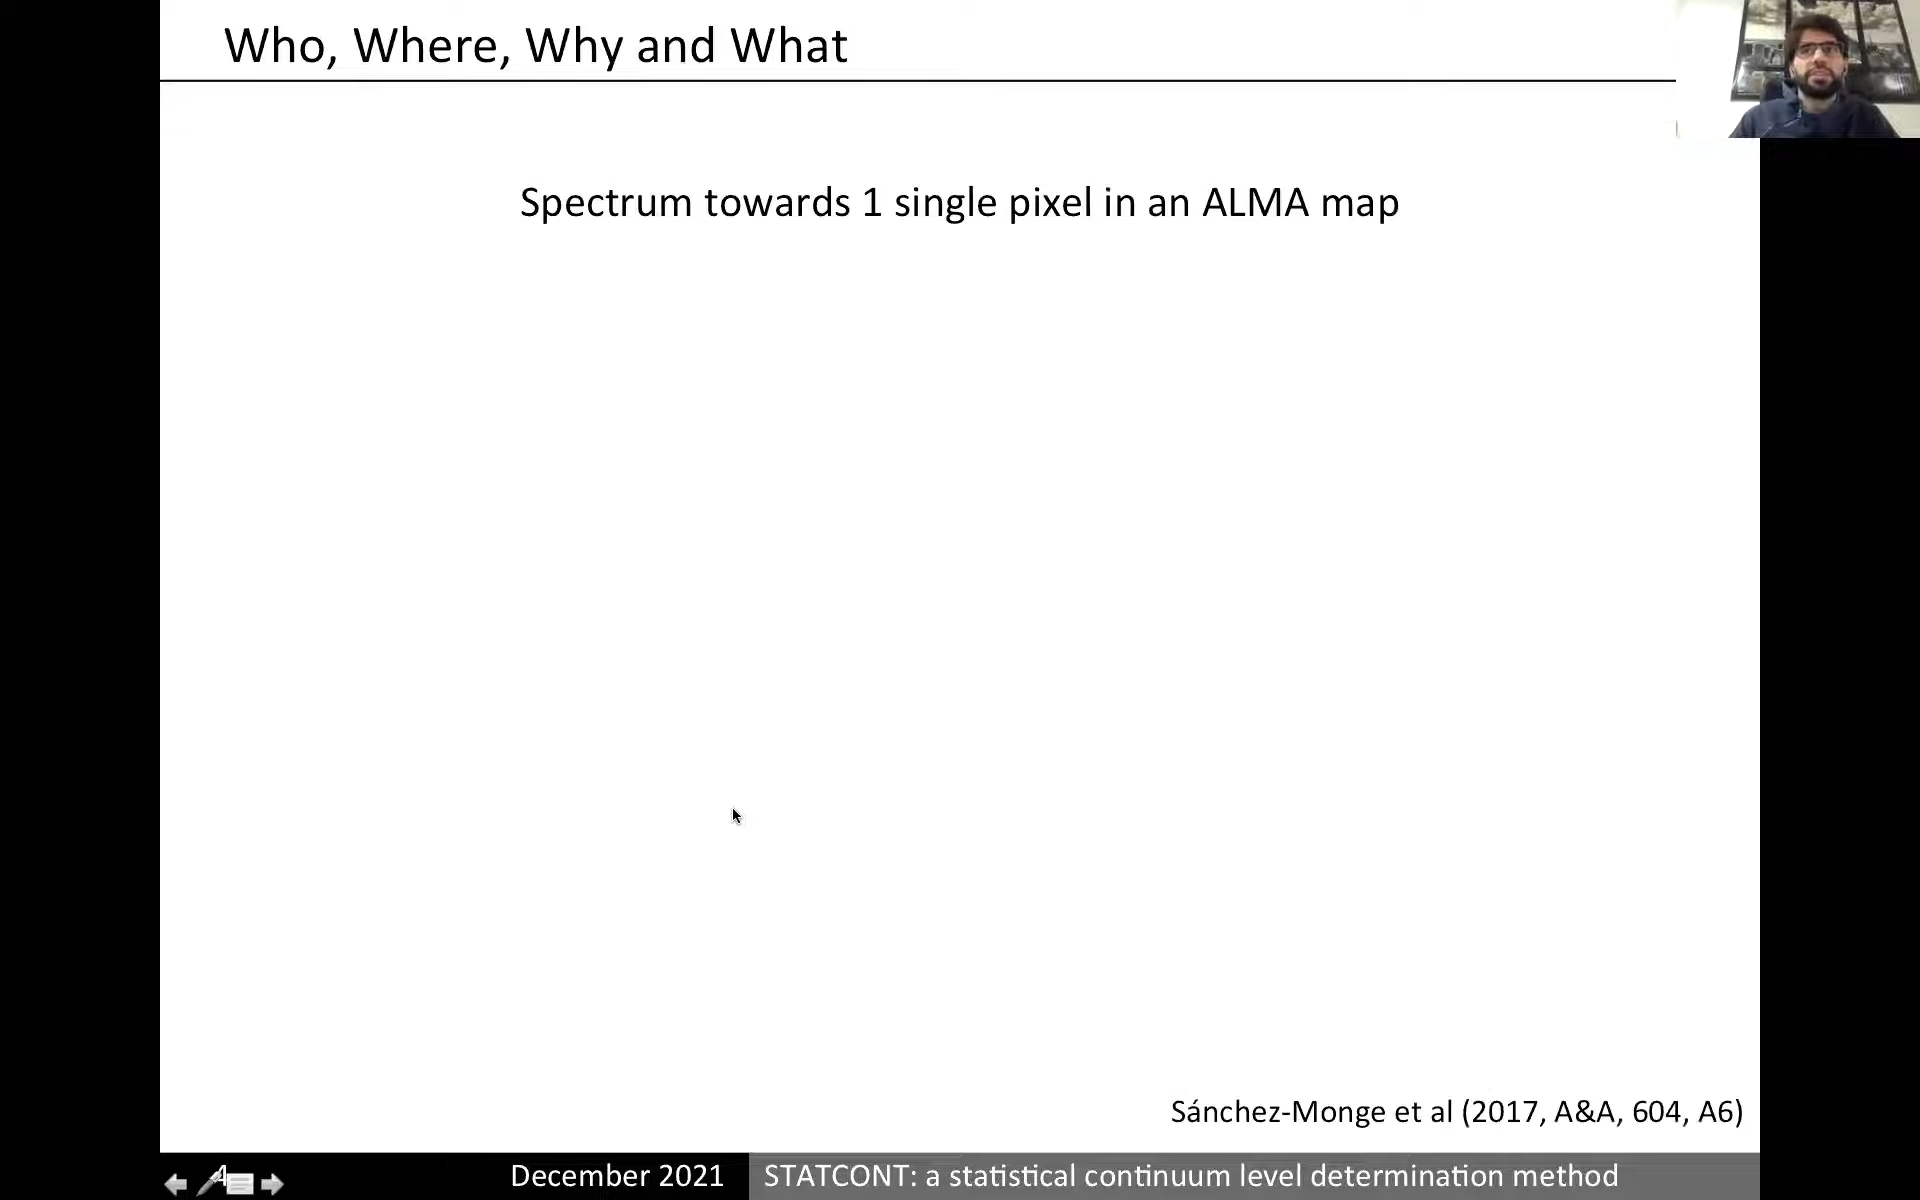 Who, Where, Why and What
Spectrum towards 1 single pixel in an ALMA map
Sánchez-Monge et al (2017, A&A, 604, A6)
4
December 2021
STATCONT: a statistical continuum level determination method